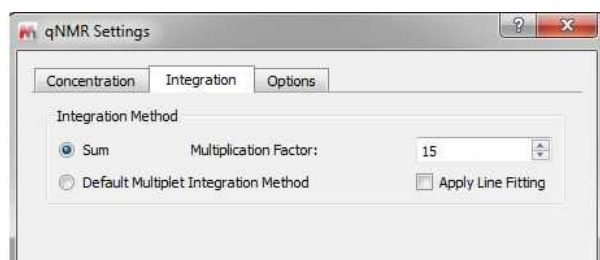 qNMR Settings
Concentration Integration Options
Integration Method
Sum Multiplication Factor: 15
Default Multiplet Integration Method Apply Line Fitting